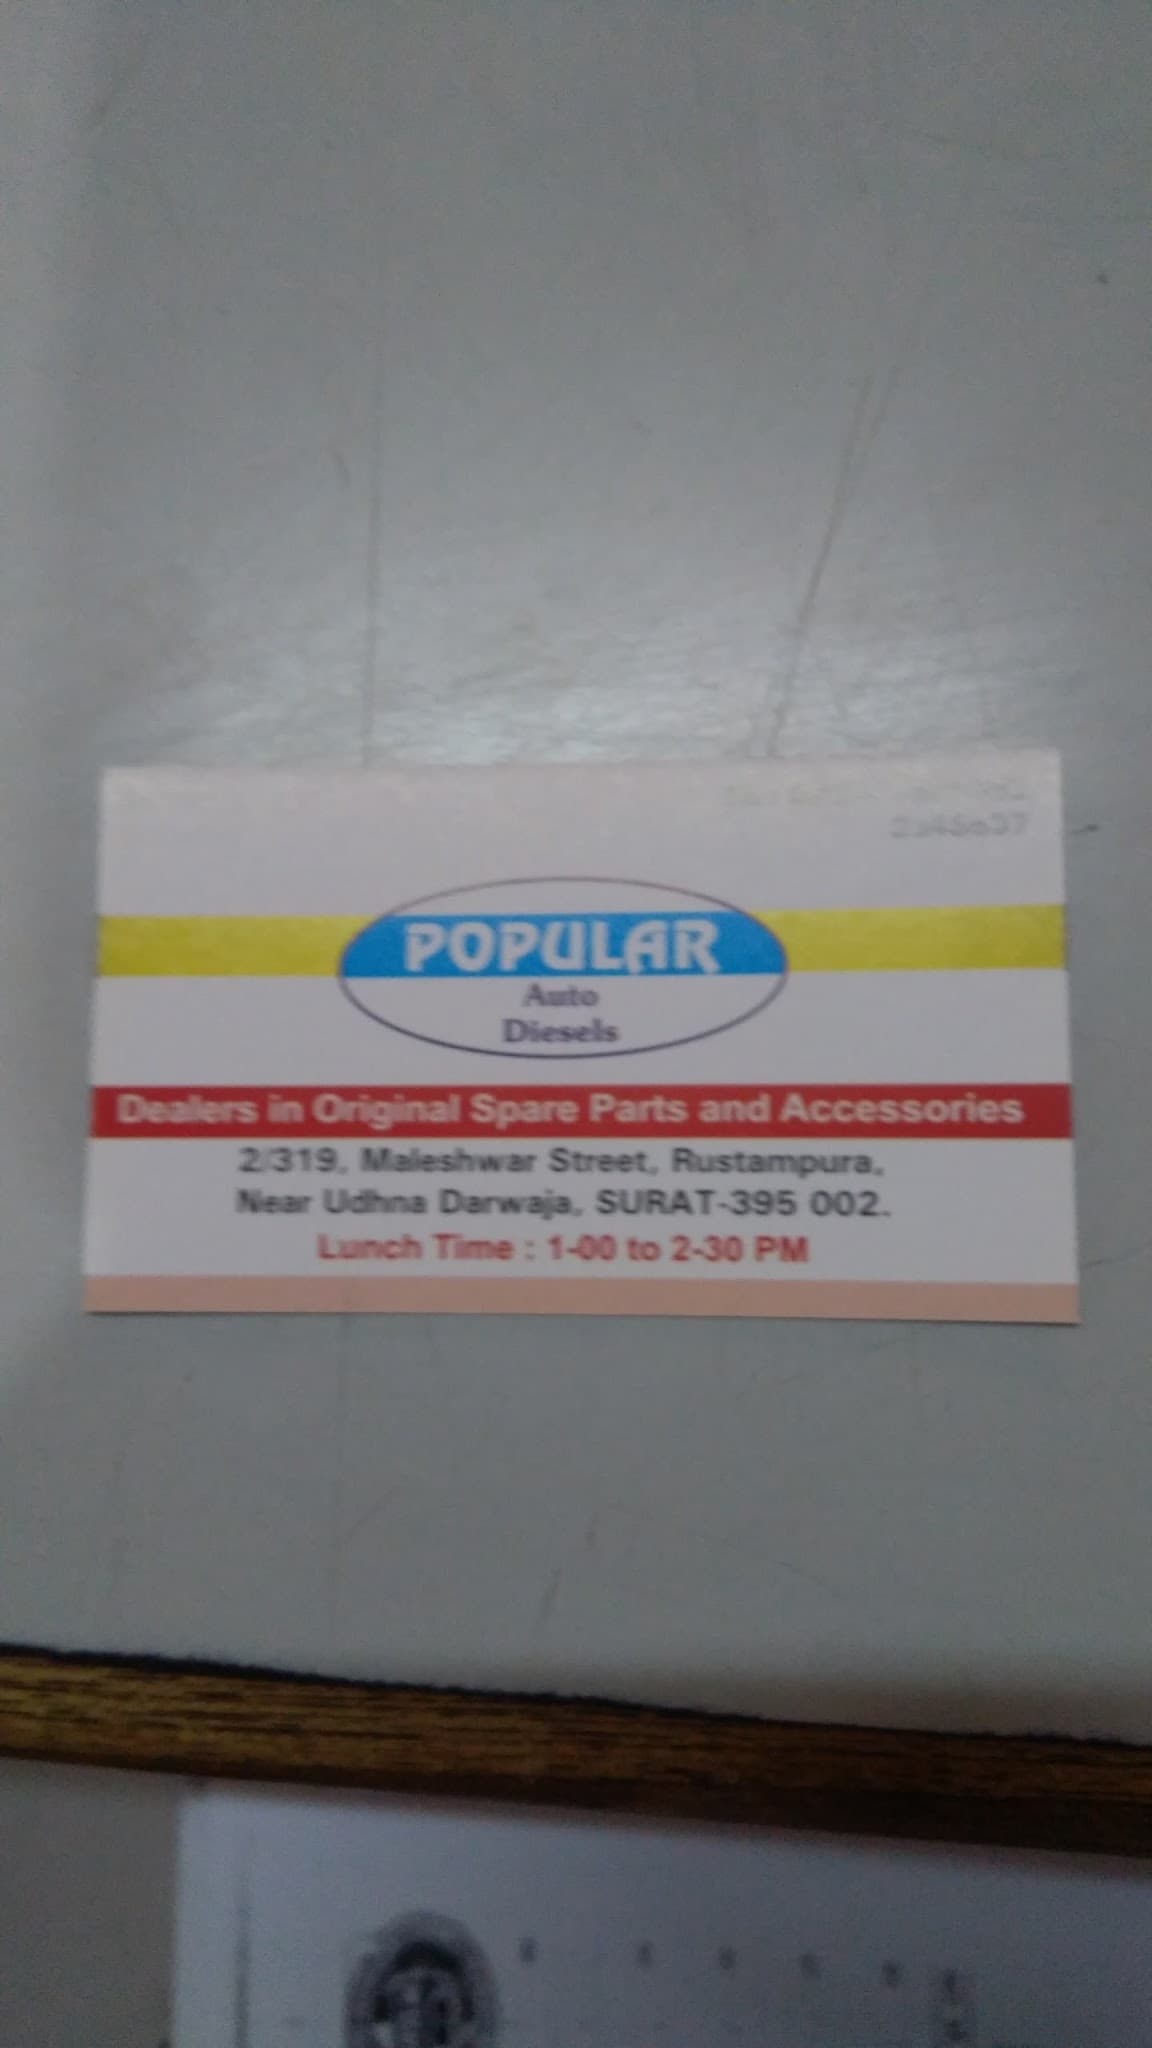 POPULAR
Auto
Diesels
Dealers in Original Spare Parts and Accessories
2/319, Maleshwar Street, Rustampura,
Near Udhna Darwaja, SURAT-395 002.
Lunch Time : 1-00 to 2-30 PM